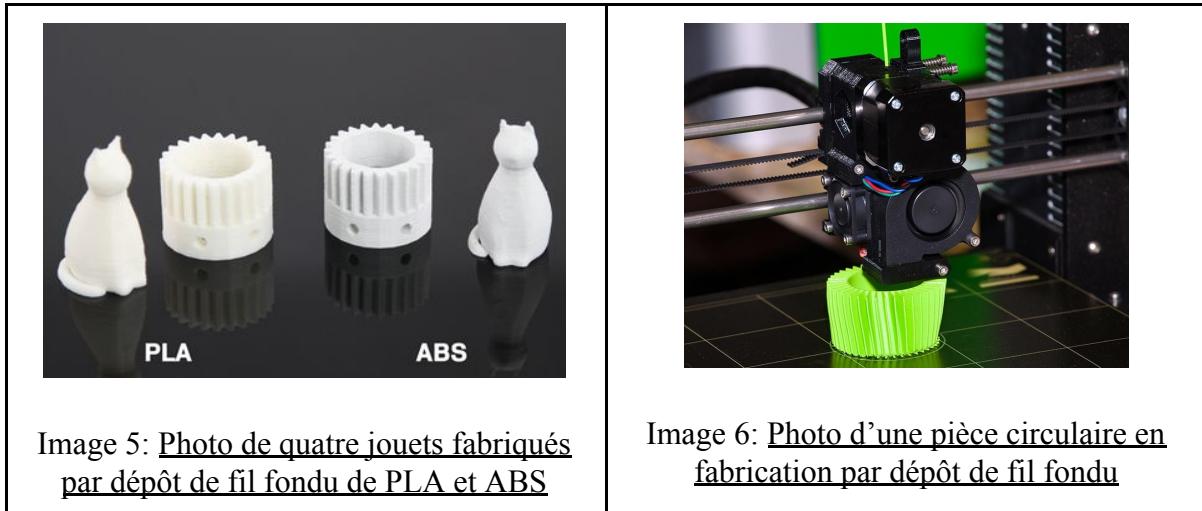 PLA
ABS
Image 5: Photo de quatre jouets fabriqués
par dépôt de fil fondu de PLA et ABS
Image 6: Photo d’une pièce circulaire en
fabrication par dépôt de fil fondu